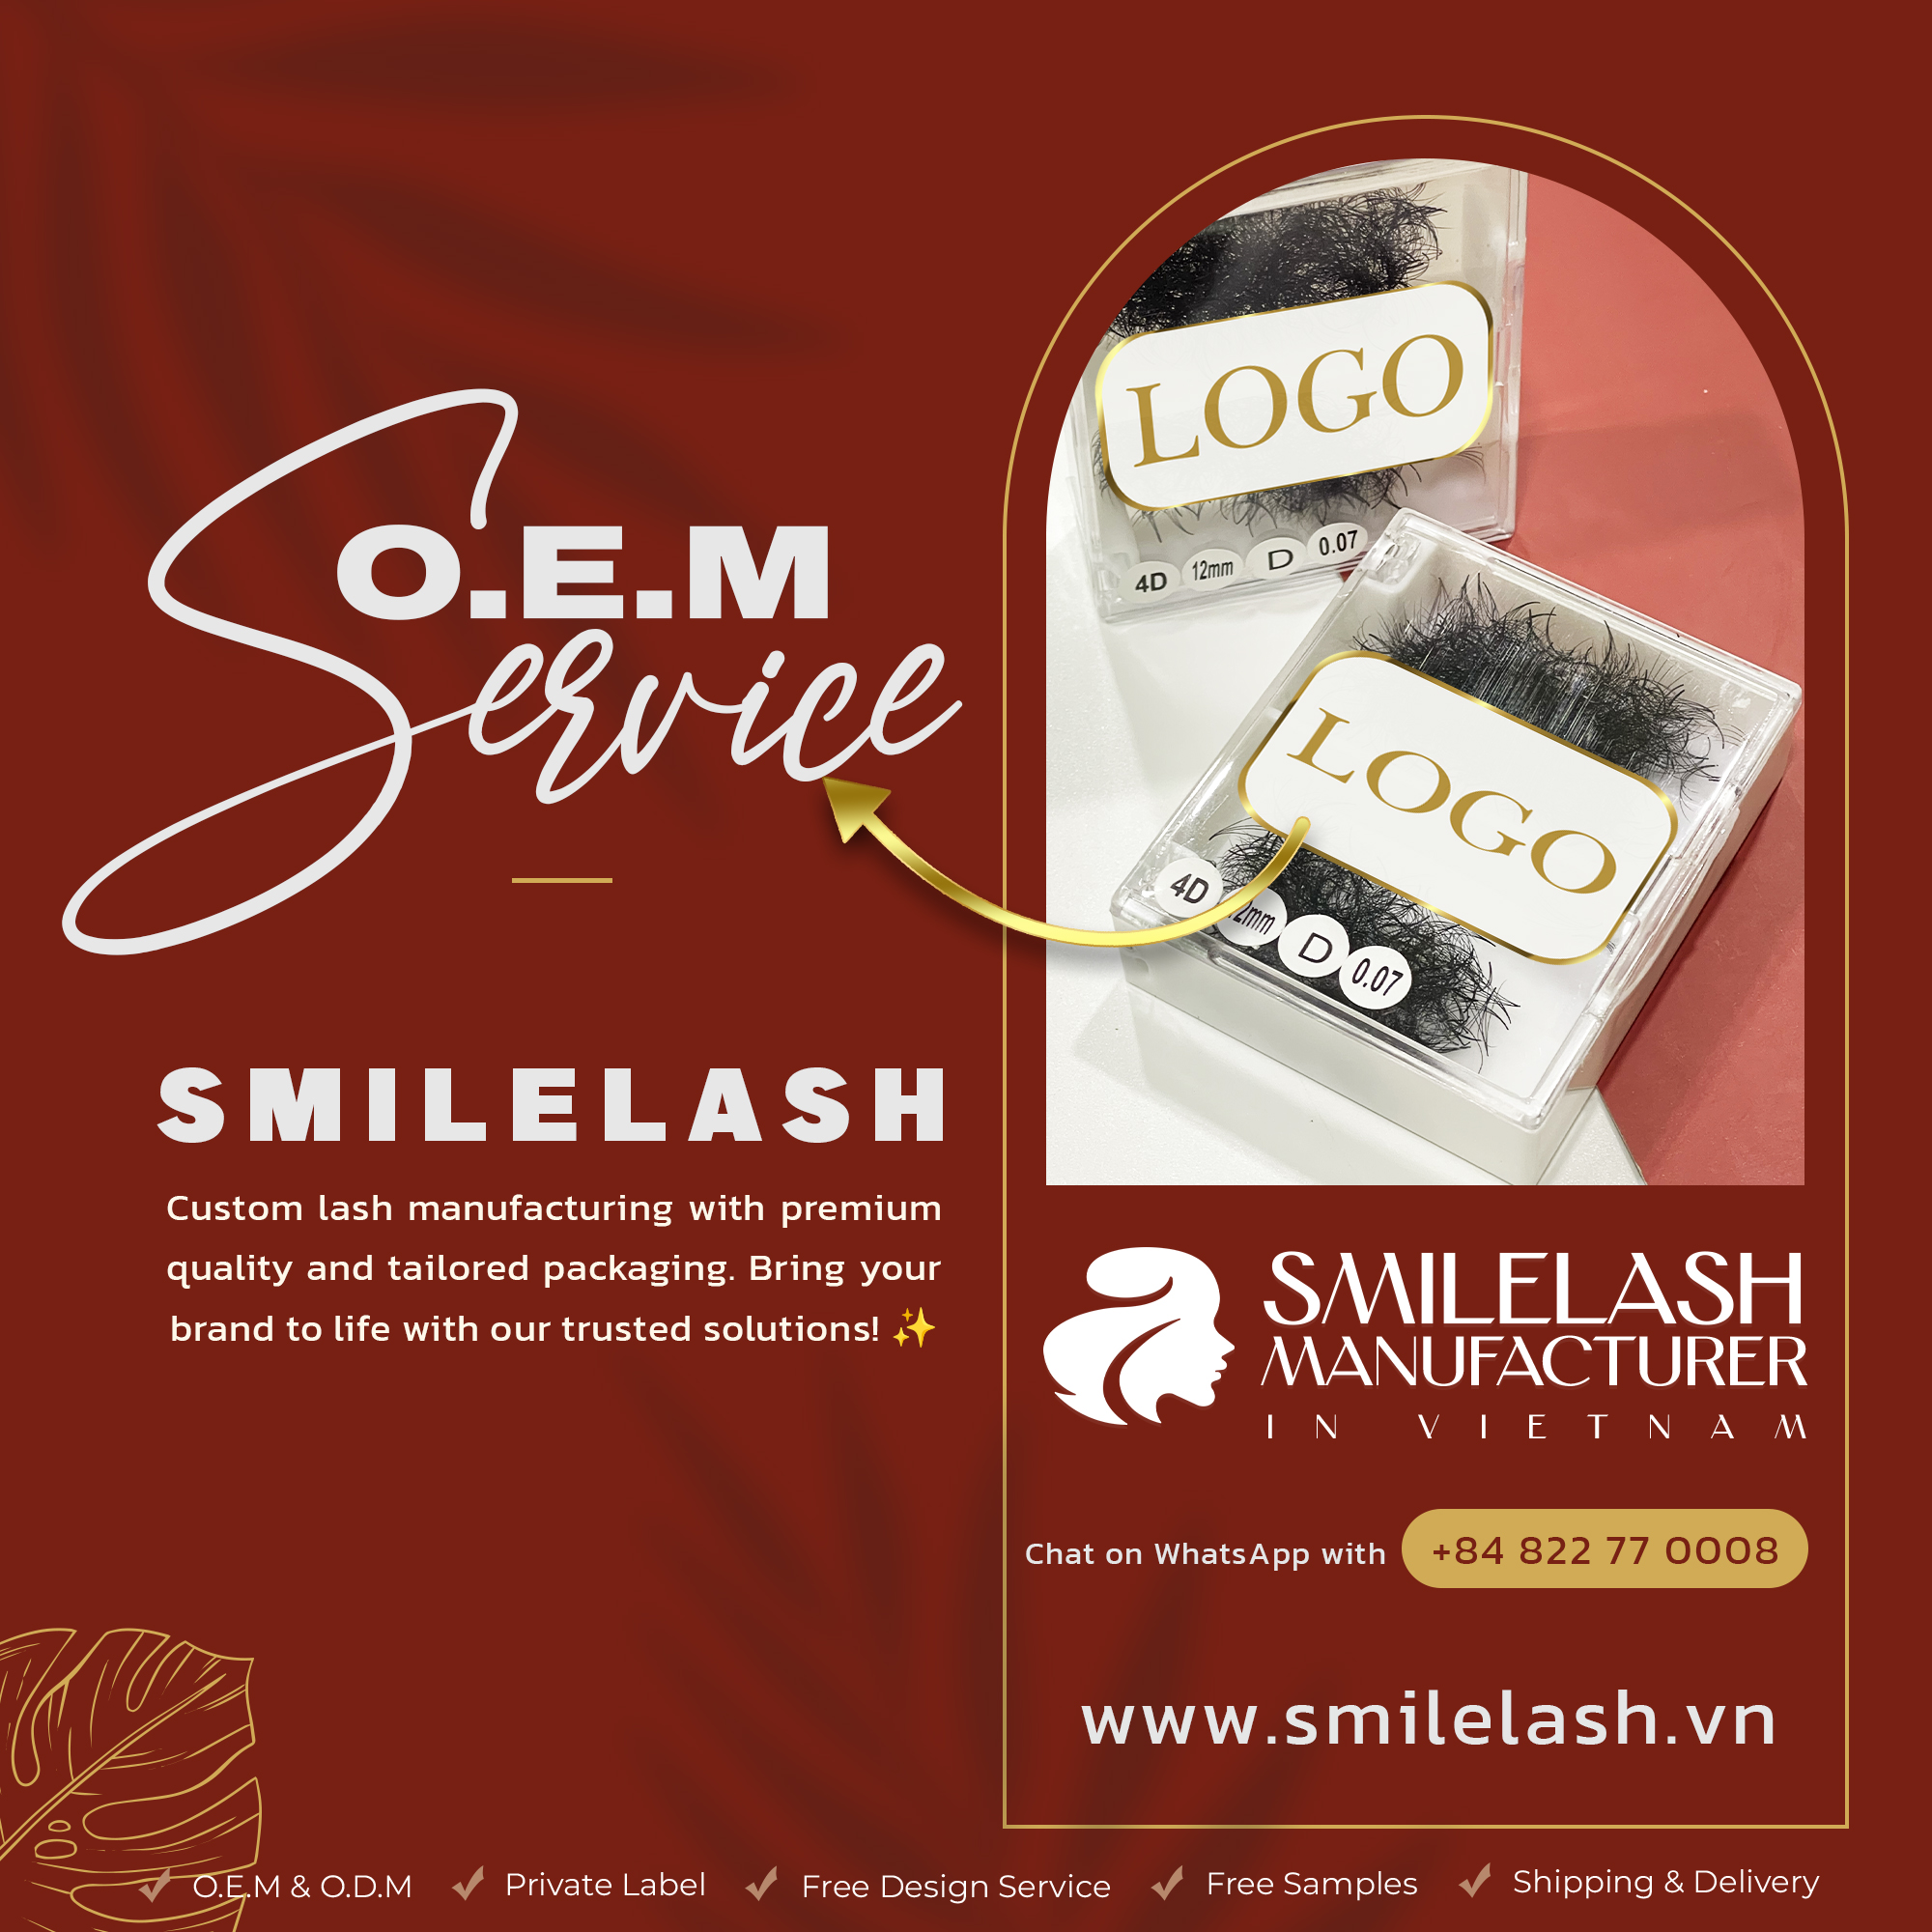 O.E.M
Service
SMILELASH
Custom lash manufacturing with premium
quality and tailored packaging. Bring your
brand to life with our trusted solutions! ✨
LOGO
4D 12mm D 0.07
LOGO
4D 12mm D 0.07
SMILELASH
MANUFACTURER
IN VIETNAM
Chat on WhatsApp with +84 822 77 0008
www.smilelash.vn
O.E.M & O.D.M Private Label Free Design Service Free Samples Shipping & Delivery